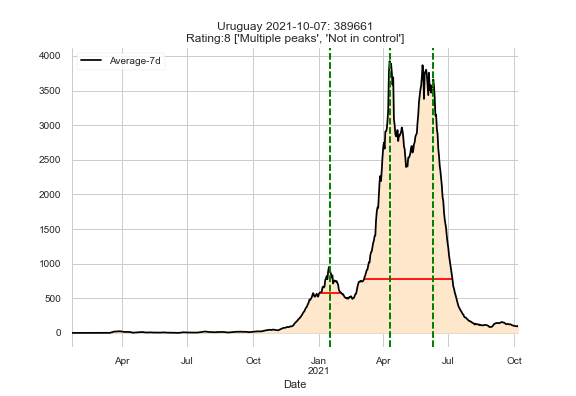 Uruguay 2021-10-07: 389661
Rating:8 ['Multiple peaks', 'Not in control']
Average-7d
4000
3500
3000
2500
2000
1500
1000
500
0
Apr Jul Oct Jan Apr Jul Oct
2021
Date